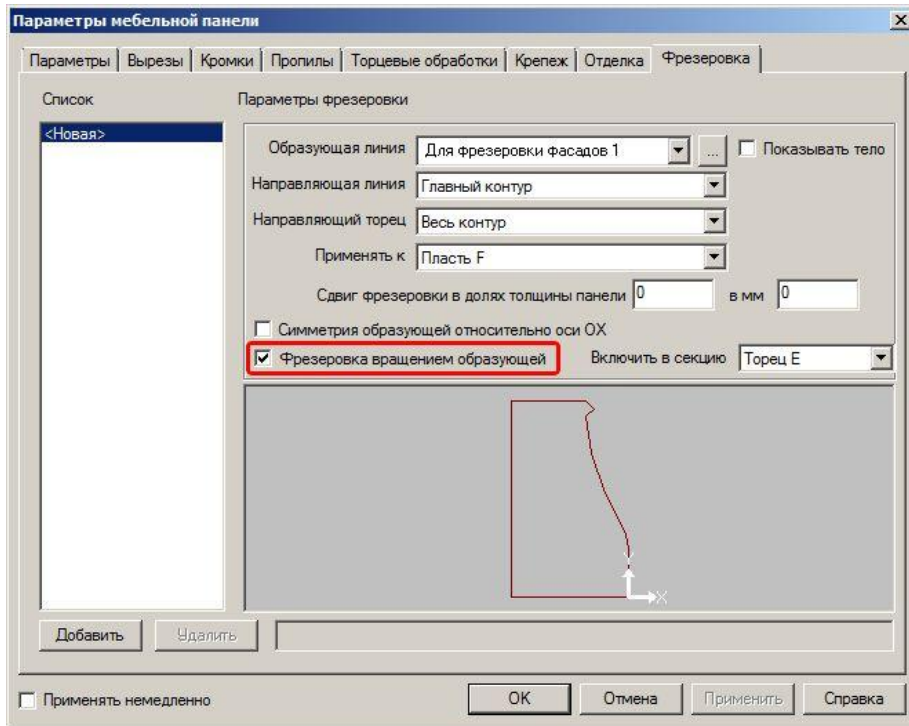 Параметры мебельной панели
Параметры Вырезы Кромки Пропилы Торцевые обработки Крепеж Отделка Фрезеровка
Список Параметры фрезеровки
<Новая>
Образующая линия Для фрезеровки фасадов 1 ... Показывать тело
Направляющая линия Главный контур
Направляющий торец Весь контур
Применять к Пласть F
Сдвиг фрезеровки в долях толщины панели 0 в мм 0
Симметрия образующей относительно оси OX
Фрезеровка вращением образующей Включить в секцию Торец E
Y
X
Добавить Удалить
Применять немедленно OK Отмена Применить Справка